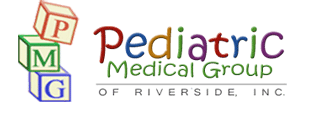 P
M
G
Pediatric
Medical Group
OF RIVERSIDE, INC.